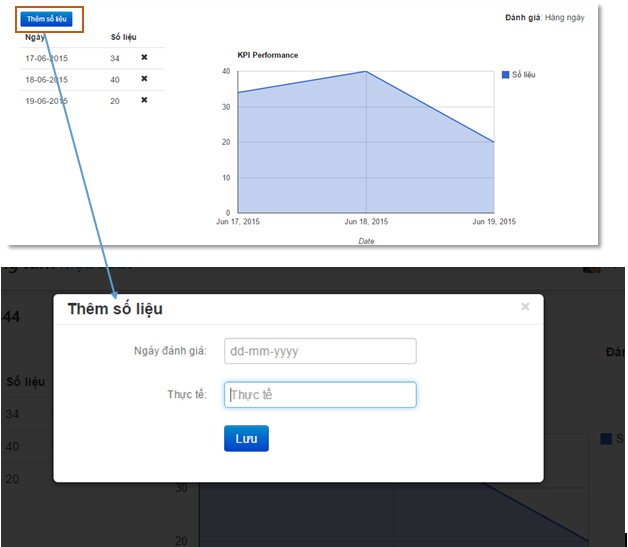 Thêm số liệu
Đánh giá: Hàng ngày
Ngày Số liệu
17-06-2015 34 ✖
18-06-2015 40 ✖
19-06-2015 20 ✖
KPI Performance
40
30
20
10
0
Số liệu
Jun 17, 2015 Jun 18, 2015 Jun 19, 2015
Date
44
Thêm số liệu ×
Ngày đánh giá: dd-mm-yyyy
Thực tế: Thực tế
Lưu
Số liệu
34
40
20
30
20